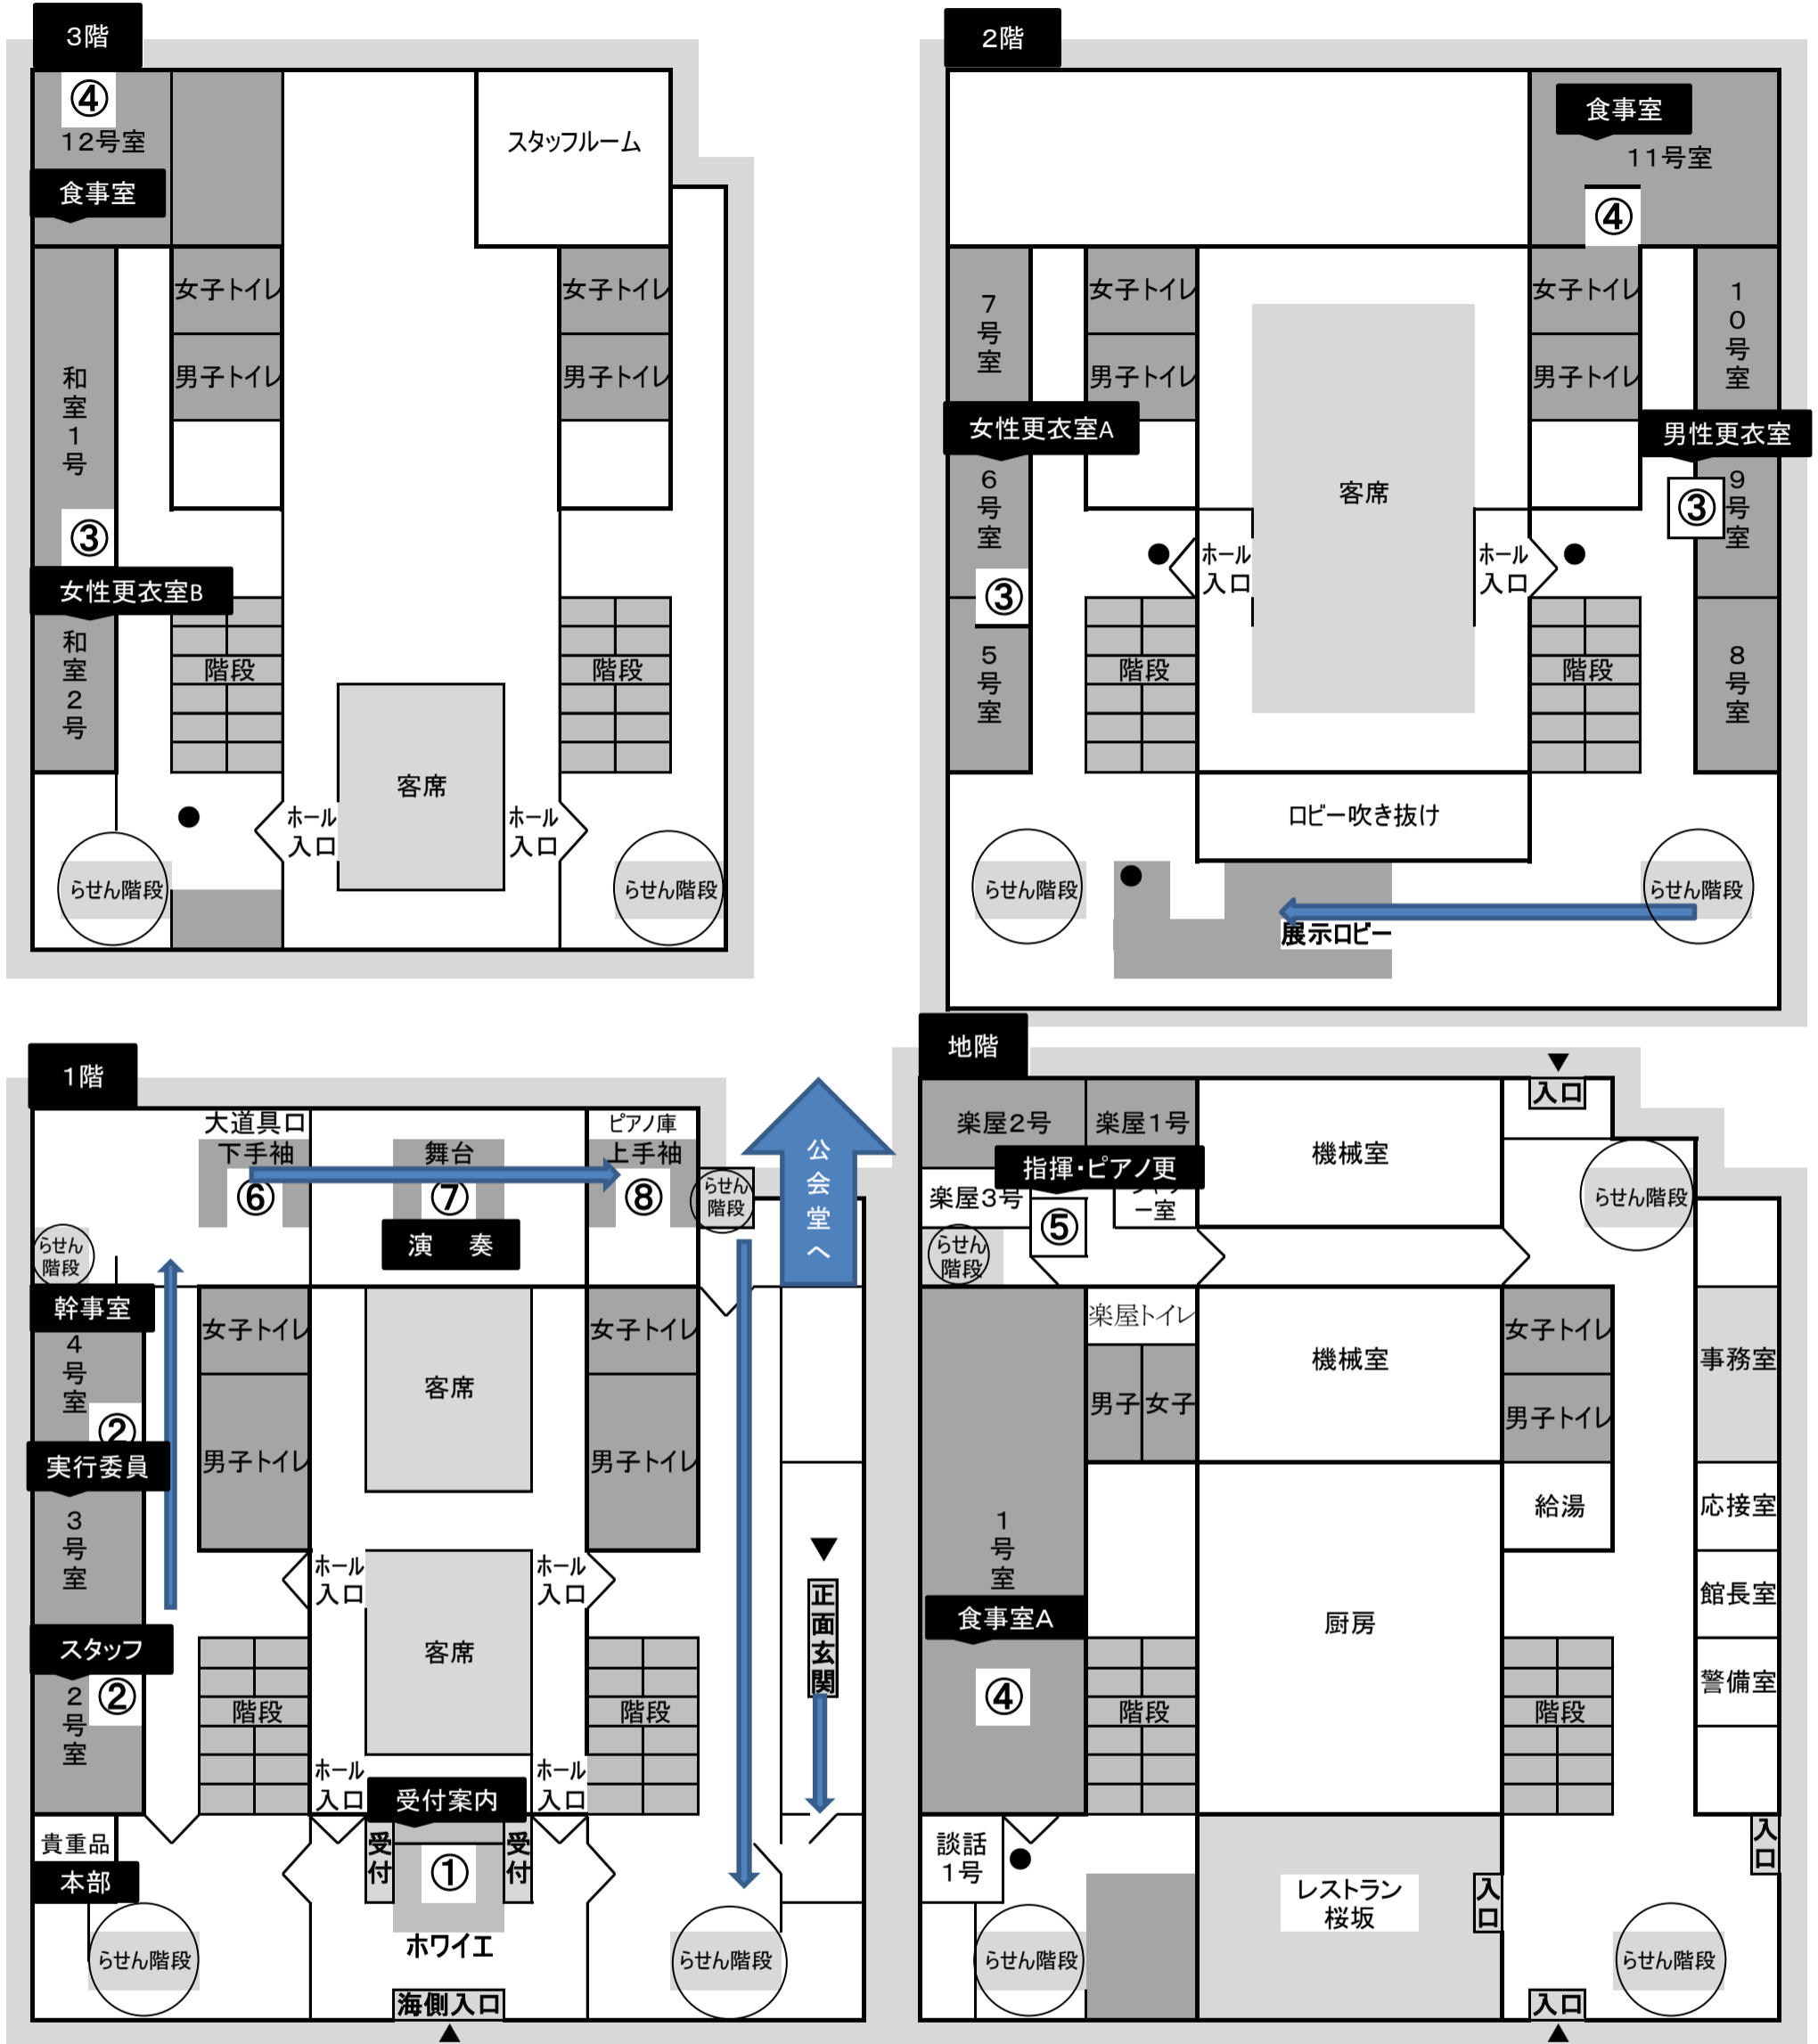 3階
④
12号室
食事室
スタッフルーム
女子トイレ
女子トイレ
男子トイレ
男子トイレ
和室1号
③
女性更衣室B
和室2号
階段
階段
客席
ホール
入口
ホール
入口
らせん階段
らせん階段
2階
食事室
11号室
④
7号室
女子トイレ
女子トイレ
10号室
男子トイレ
男子トイレ
女性更衣室A
男性更衣室
6号室
客席
9号室
③
③
ホール
入口
ホール
入口
5号室
階段
階段
8号室
ロビー吹き抜け
らせん階段
らせん階段
展示ロビー
1階
大道具口
ピアノ庫
下手袖
舞台
上手袖
⑥
⑦
⑧
らせん
階段
公会堂へ
演 奏
らせん
階段
幹事室
4号室
女子トイレ
女子トイレ
客席
②
実行委員
男子トイレ
男子トイレ
3号室
ホール
入口
ホール
入口
正面玄関
スタッフ
客席
2号室
②
階段
階段
ホール
入口
ホール
入口
受付案内
貴重品
受付
①
受付
本部
ホワイエ
らせん階段
らせん階段
海側入口
地階
入口
楽屋2号
楽屋1号
機械室
指揮・ピアノ更
楽屋3号
ー室
⑤
らせん階段
らせん
階段
楽屋トイレ
機械室
女子トイレ
事務室
男子
女子
男子トイレ
1号室
給湯
応接室
食事室A
厨房
館長室
④
階段
階段
警備室
談話
1号
入口
レストラン
桜坂
入口
らせん階段
らせん階段
入口